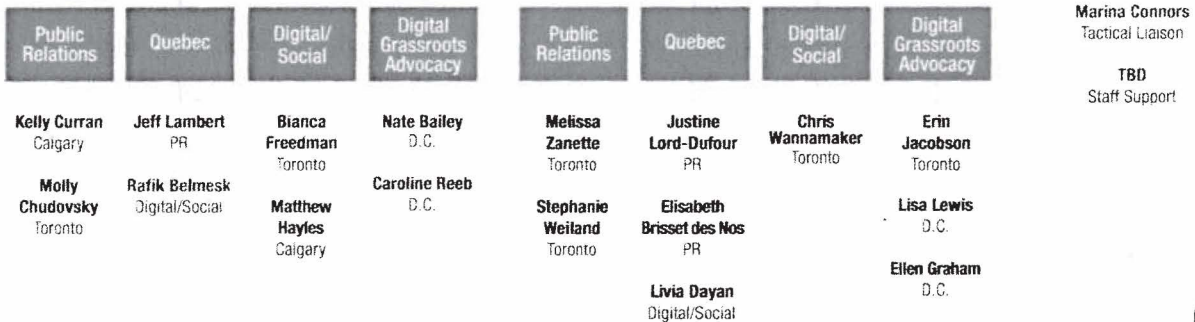 Public
Relations
Quebec
Digital/
Social
Digital
Grassroots
Advocacy
Public
Relations
Quebec
Digital/
Social
Digital
Grassroots
Advocacy
Kelly Curran
Calgary
Molly
Chudovsky
Toronto
Jeff Lambert
PR
Rafik Belmesk
Digital/Social
Bianca
Freedman
Toronto
Matthew
Hayles
Calgary
Nate Bailey
D.C.
Caroline Reeb
D.C.
Melissa
Zanette
Toronto
Stephanie
Weiland
Toronto
Justine
Lord-Dufour
PR
Elisabeth
Brisset des Nos
PR
Livia Dayan
Digital/Social
Chris
Wannamaker
Toronto
Erin
Jacobson
Toronto
Lisa Lewis
D.C.
Ellen Graham
D.C.
Marina Connors
Tactical Liaison
TBD
Staff Support